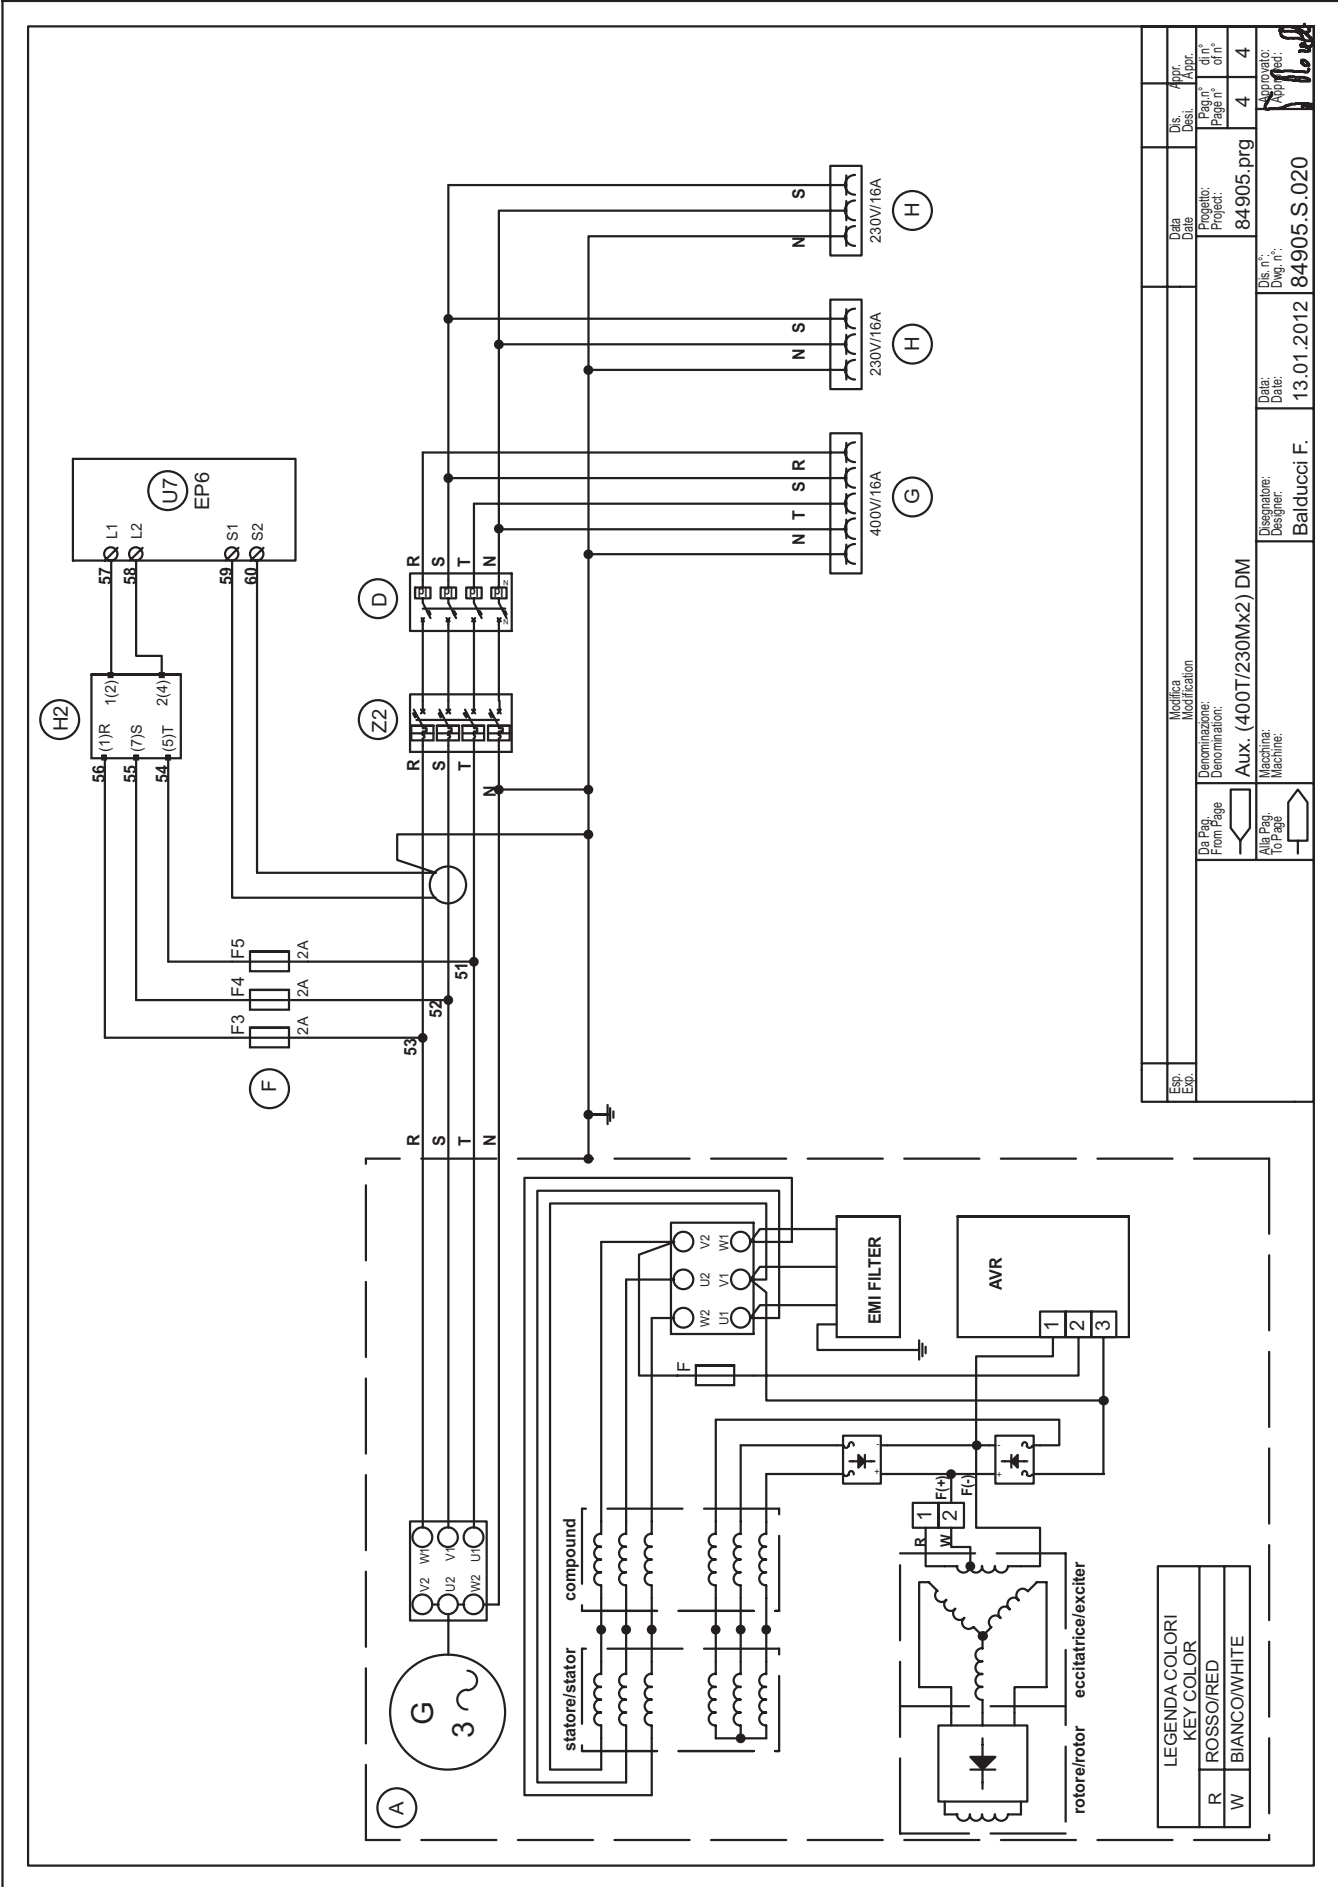 A
G
3
V2
W1
U2
V1
W2
U1
R
S
T
N
F
F3
F4
F5
2A
2A
2A
53
52
51
H2
56
55
54
(1)R
(7)S
(5)T
1(2)
2(4)
57
58
59
60
L1
L2
S1
S2
U7
EP6
Z2
R
S
T
N
D
R
S
T
N
N
N
N
T
S
R
400V/16A
G
N
S
230V/16A
H
N
S
230V/16A
H
statore/stator
compound
W2
U2
V2
U1
V1
W1
F
EMI FILTER
AVR
1
2
3
-
+
-
+
R
W
1
2
F(+)
F(-)
rotore/rotor
eccitatrice/exciter
LEGENDA COLORI
KEY COLOR
R ROSSO/RED
W BIANCO/WHITE
Esp.
Exp.
Modifica
Modification
Data
Date
Dis.
Desi.
Appr.
Appr.
Da Pag.
From Page
Denominazione:
Denomination:
Aux. (400T/230Mx2) DM
Progetto:
Project:
84905.prg
Pag.n°
Page n°
4
di n°
of n°
4
Alla Pag.
To Page
Macchina:
Machine:
Disegnatore:
Designer:
Balducci F.
Data:
Date:
13.01.2012
Dis. n°:
Dwg. n°:
84905.S.020
Approvato:
Approved: